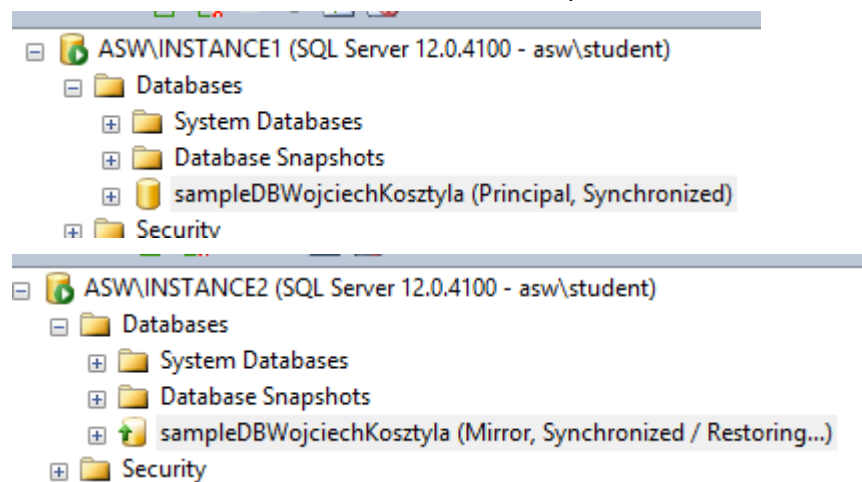 ASW\INSTANCE1 (SQL Server 12.0.4100 - asw\student)
Databases
System Databases
Database Snapshots
sampleDBWojciechKosztyla (Principal, Synchronized)
Security
ASW\INSTANCE2 (SQL Server 12.0.4100 - asw\student)
Databases
System Databases
Database Snapshots
sampleDBWojciechKosztyla (Mirror, Synchronized / Restoring...)
Security